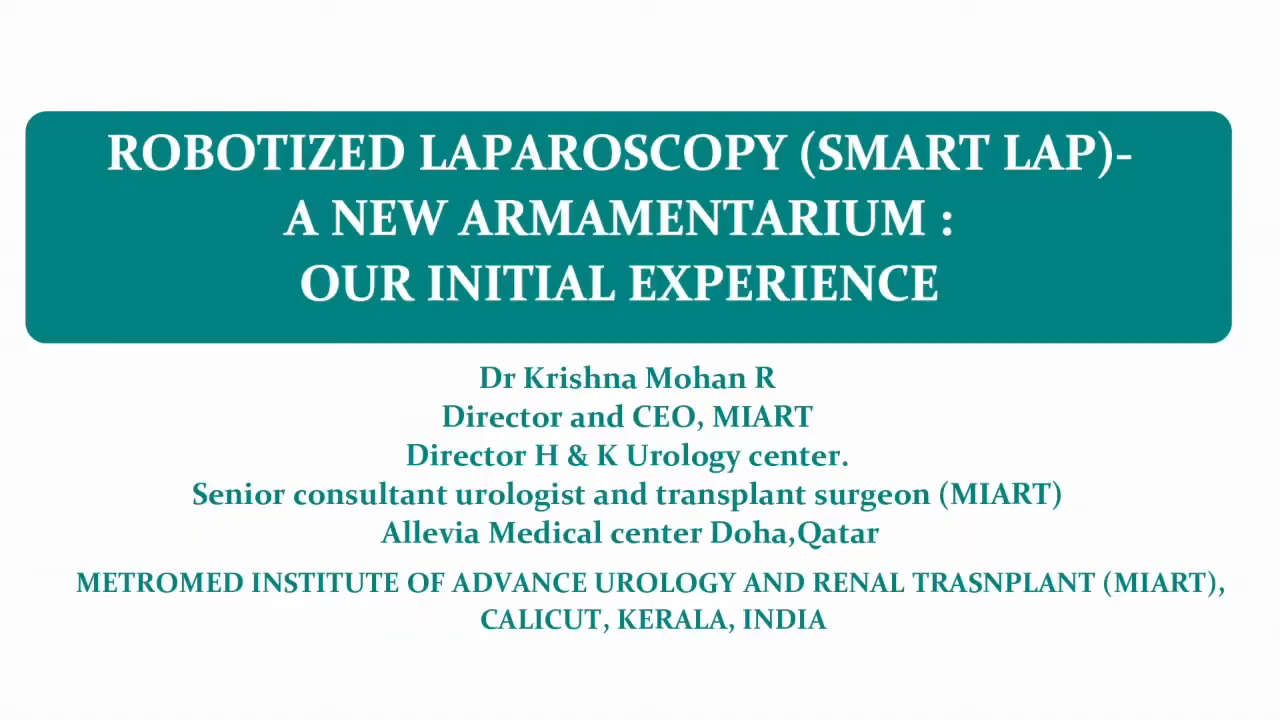 ROBOTIZED LAPAROSCOPY (SMART LAP)-
A NEW ARMAMENTARIUM :
OUR INITIAL EXPERIENCE
Dr Krishna Mohan R
Director and CEO, MIART
Director H & K Urology center.
Senior consultant urologist and transplant surgeon (MIART)
Allevia Medical center Doha,Qatar
METROMED INSTITUTE OF ADVANCE UROLOGY AND RENAL TRASNPLANT (MIART),
CALICUT, KERALA, INDIA